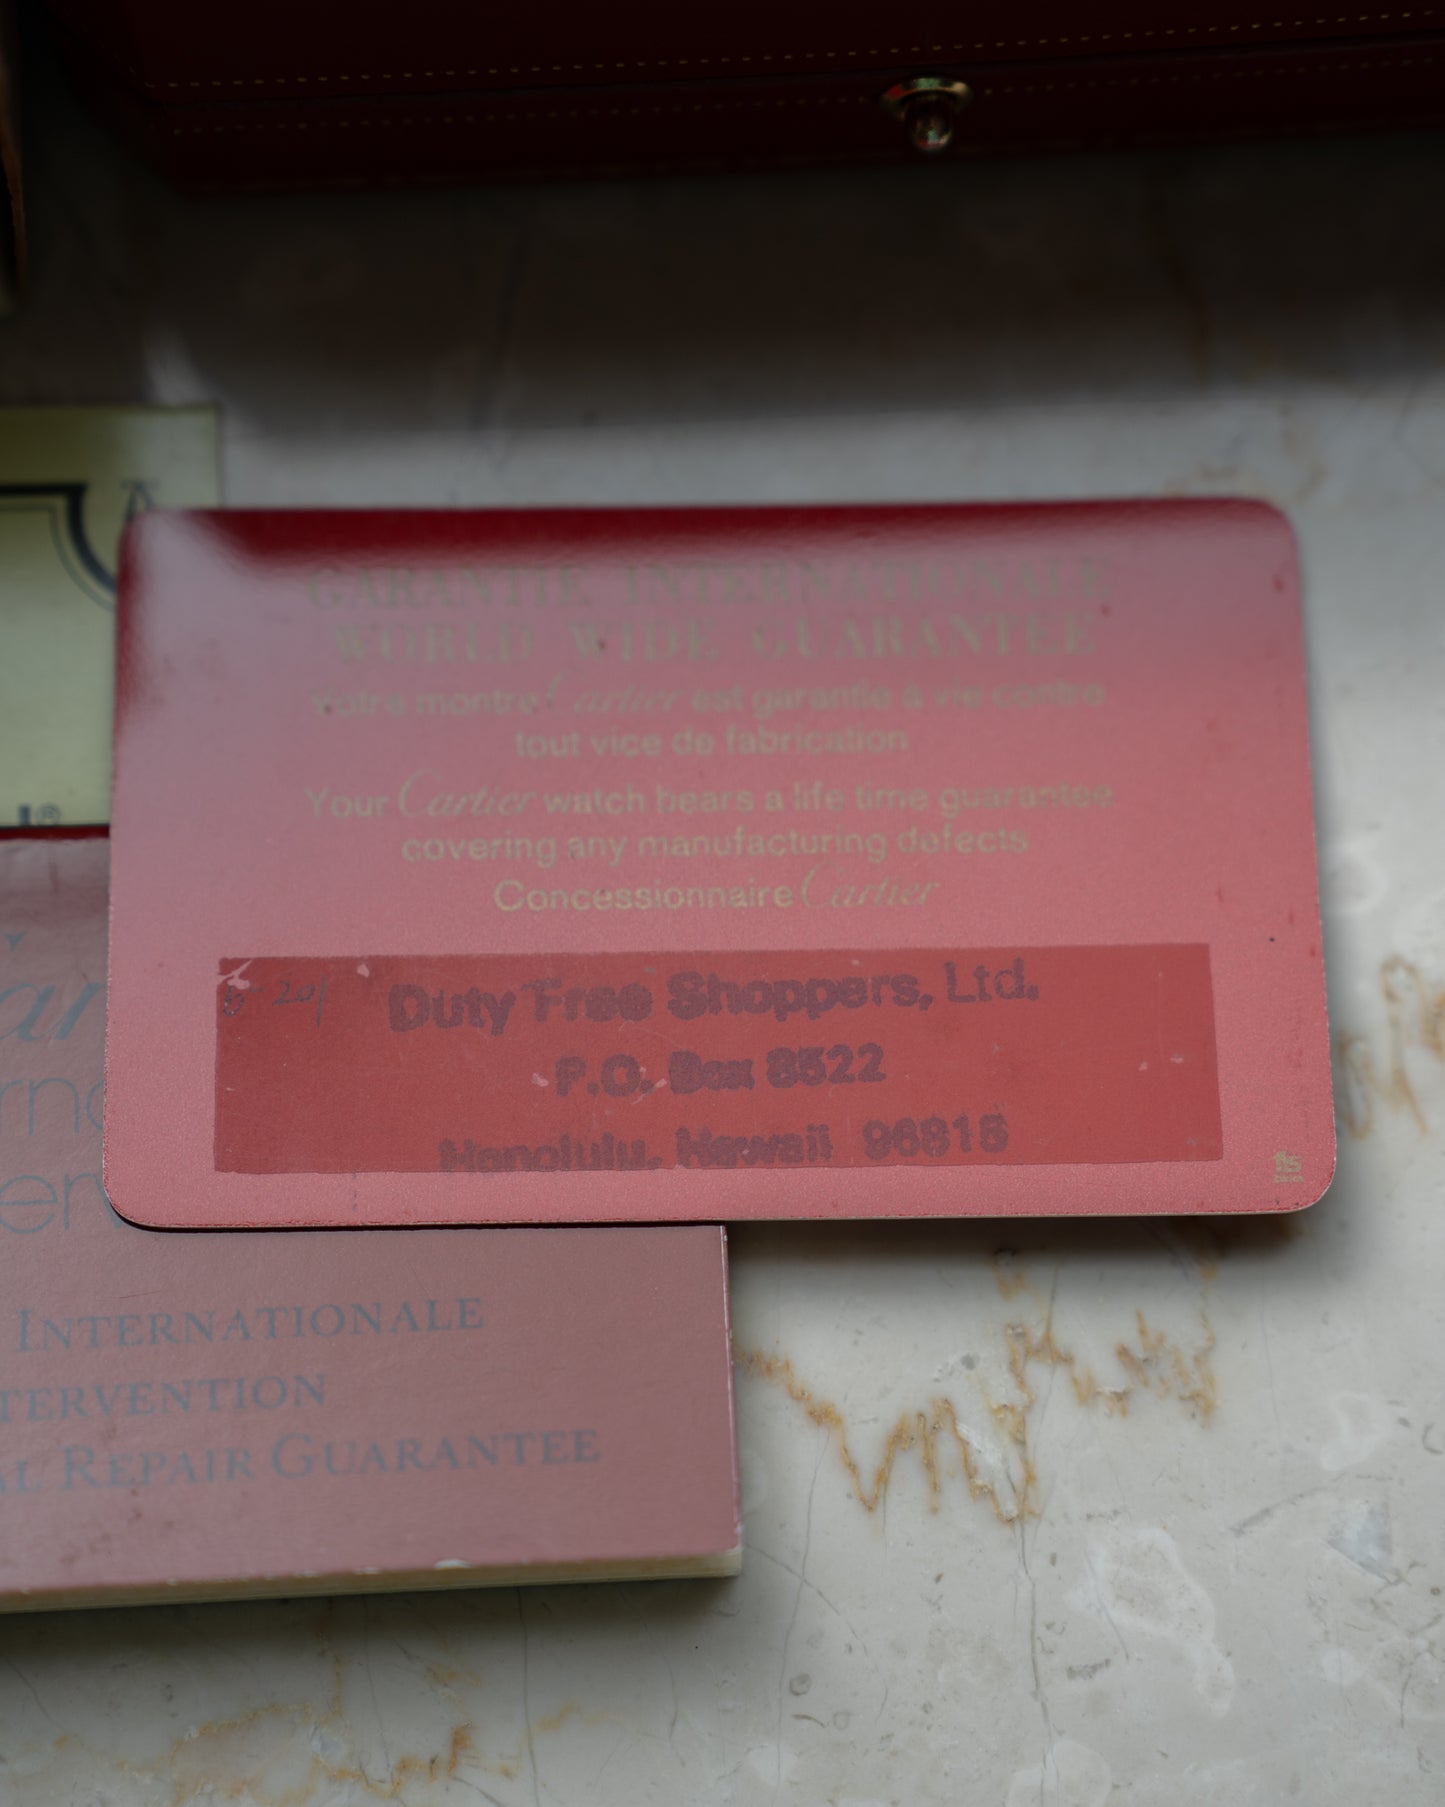 GARANTIE INTERNATIONALE
WORLD WIDE GUARANTEE
Votre montre Cartier est garantie à vie contre
tout vice de fabrication
Your Cartier watch bears a life time guarantee
covering any manufacturing defects
Concessionnaire Cartier
201 Duty Free Shoppers, Ltd.
P.O. Box 8522
Honolulu, Hawaii 96815
INTERNATIONALE
TERVENTION
AL REPAIR GUARANTEE